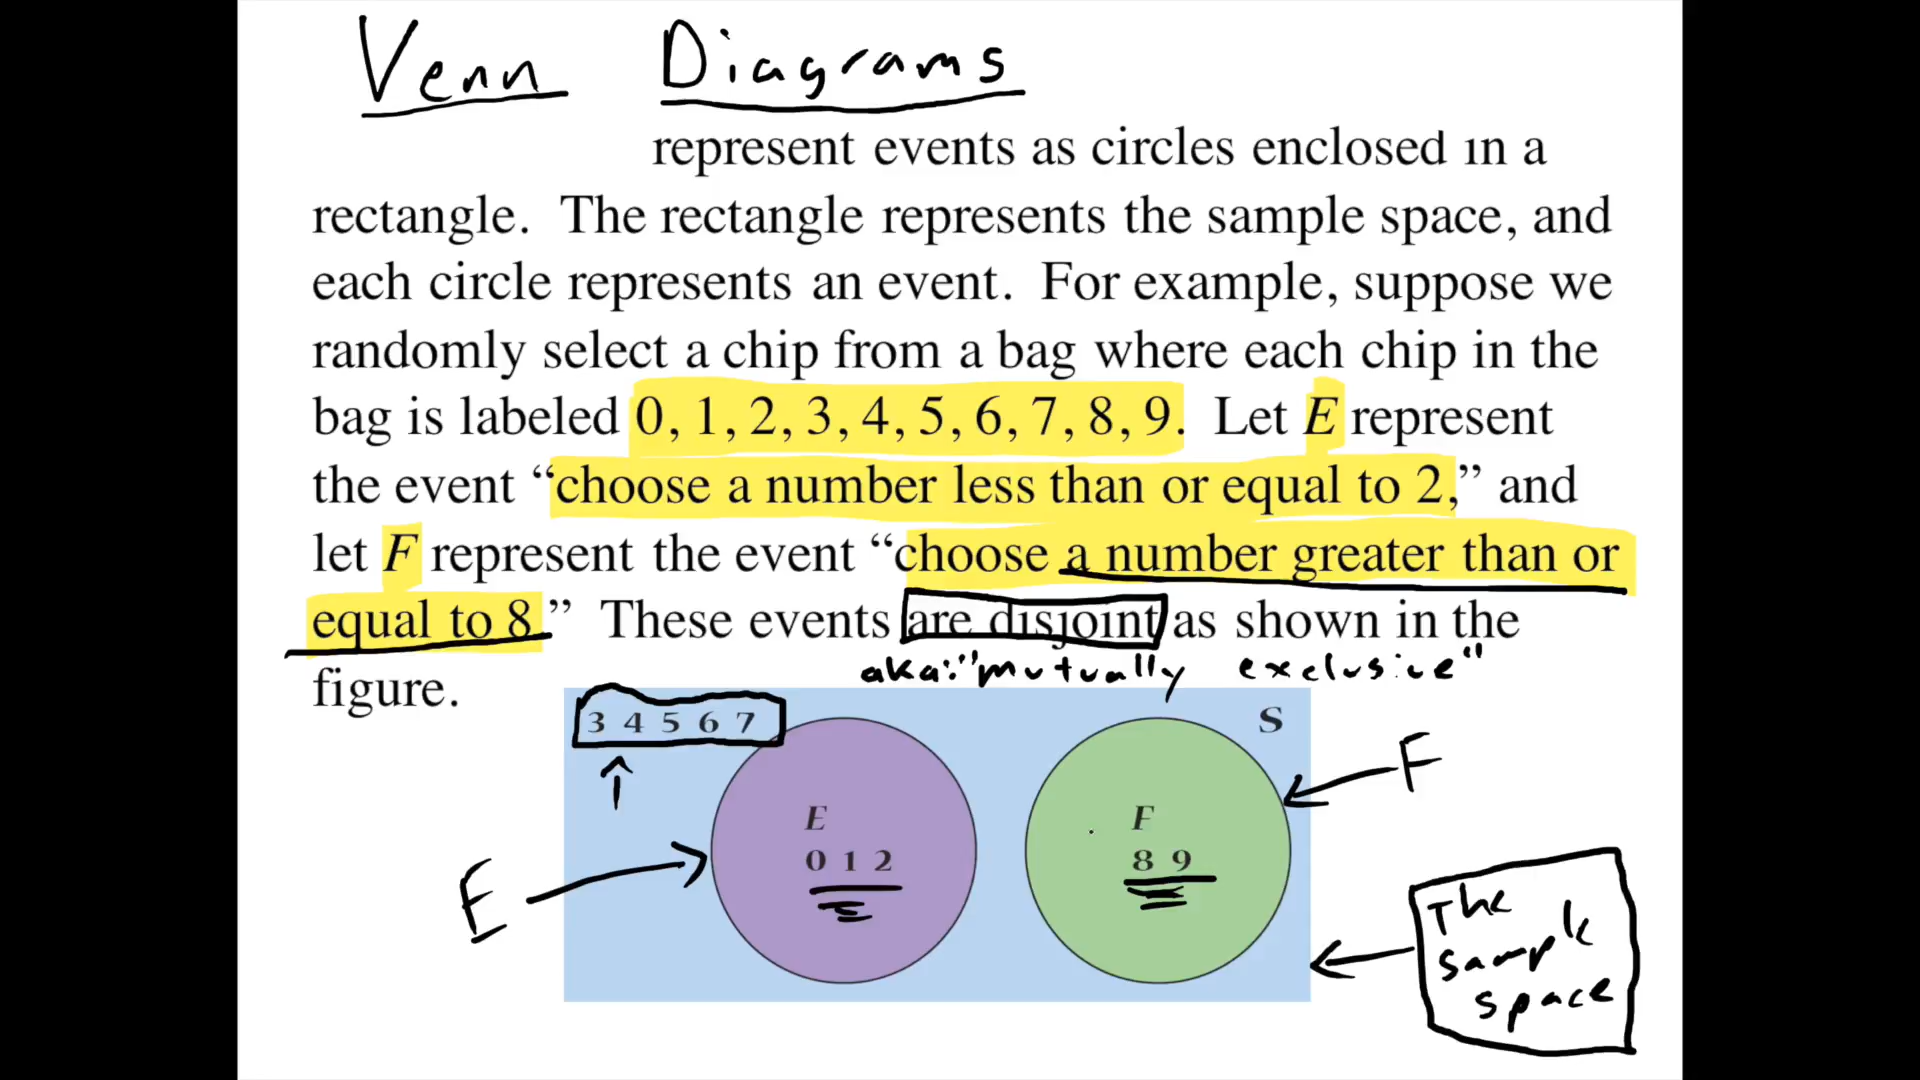 Venn Diagrams
represent events as circles enclosed in a
rectangle. The rectangle represents the sample space, and
each circle represents an event. For example, suppose we
randomly select a chip from a bag where each chip in the
bag is labeled 0, 1, 2, 3, 4, 5, 6, 7, 8, 9. Let E represent
the event “choose a number less than or equal to 2,” and
let F represent the event “choose a number greater than or
equal to 8” These events are disjoint as shown in the
aka: "mutually exclusive"
figure.
3 4 5 6 7
S
F
E
F
0 1 2
8 9
E
The
sample
space